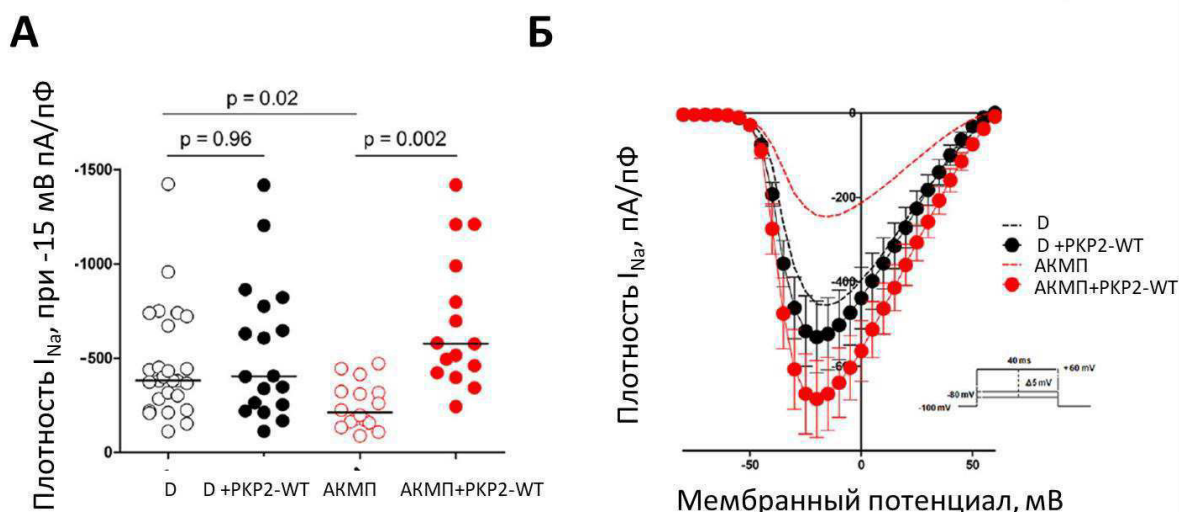 А
Б
p = 0.02
p = 0.96
p = 0.002
Плотность INa, при -15 мВ пА/пФ
-1500
-1000
-500
0
D
D +PKP2-WT
АКМП
АКМП+PKP2-WT
Плотность INa, пА/пФ
0
-200
-400
-50
0
50
Мембранный потенциал, мВ
D
D +PKP2-WT
АКМП
АКМП+PKP2-WT
40 ms
+60 mV
Δ5 mV
-80 mV
-100 mV